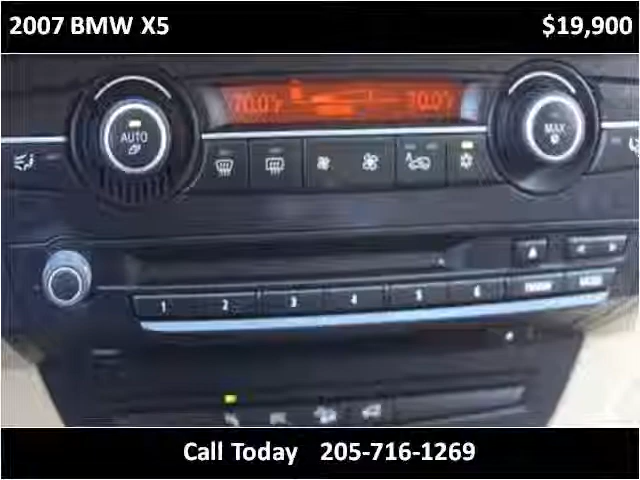 2007 BMW X5 $19,900
70.0°F 70.0°F
AUTO MAX
1 2 3 4 5 6
Call Today 205-716-1269